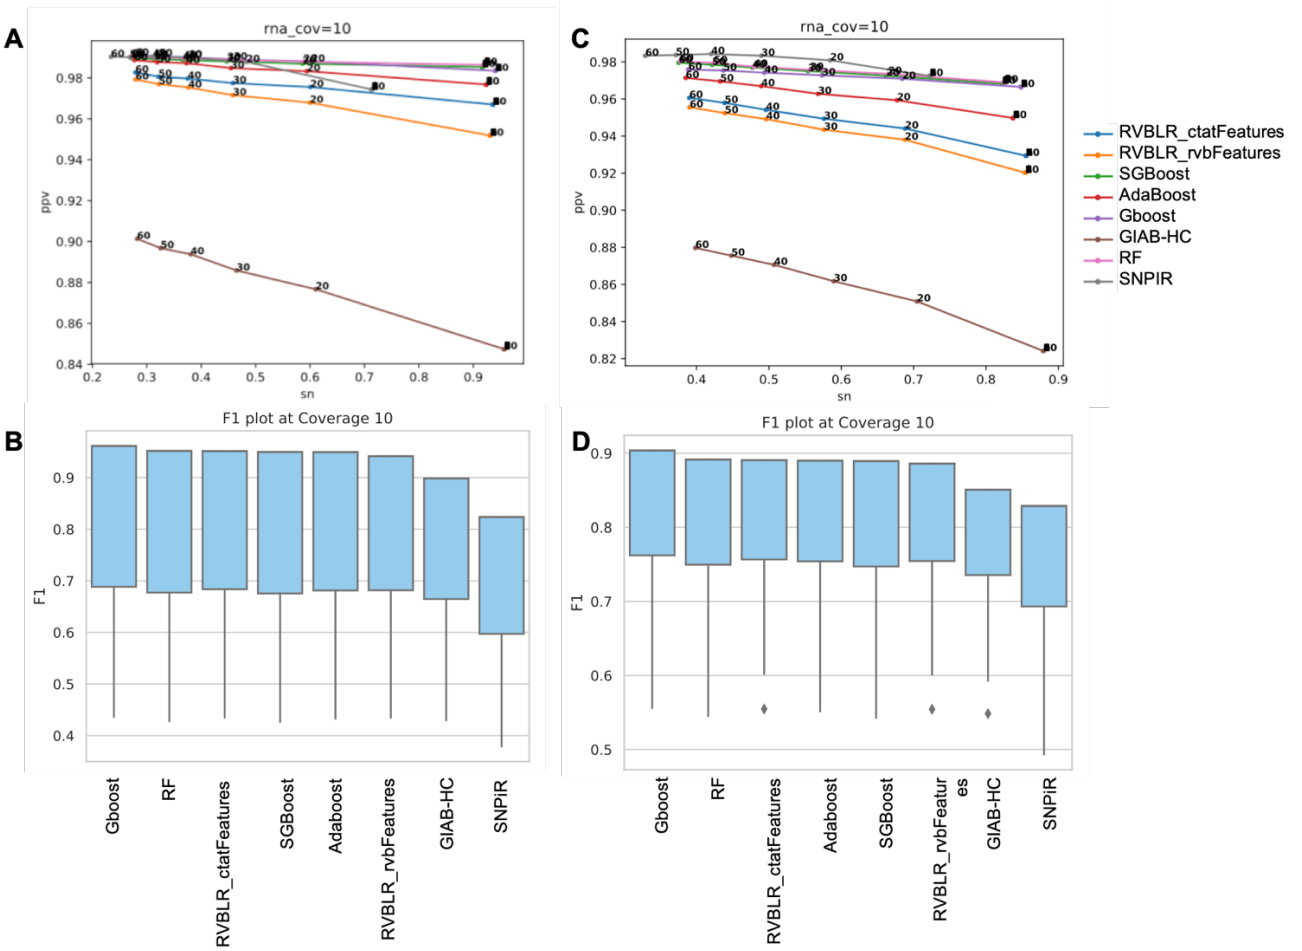 A
rna_cov=10
ppv
0.98
0.96
0.94
0.92
0.90
0.88
0.86
0.84
60
50
40
30
20
0.2
0.3
0.4
0.5
0.6
0.7
0.8
0.9
sn
C
rna_cov=10
ppv
0.98
0.96
0.94
0.92
0.90
0.88
0.86
0.84
0.82
60
50
40
30
20
0.4
0.5
0.6
0.7
0.8
0.9
sn
RVBLR_ctatFeatures
RVBLR_rvbFeatures
SGBoost
AdaBoost
Gboost
GIAB-HC
RF
SNPIR
B
F1 plot at Coverage 10
F1
0.9
0.8
0.7
0.6
0.5
0.4
Gboost
RF
RVBLR_ctatFeatures
SGBoost
Adaboost
RVBLR_rvbFeatures
GIAB-HC
SNPiR
D
F1 plot at Coverage 10
F1
0.9
0.8
0.7
0.6
0.5
Gboost
RF
RVBLR_ctatFeatures
Adaboost
SGBoost
RVBLR_rvbFeatur
es
GIAB-HC
SNPiR